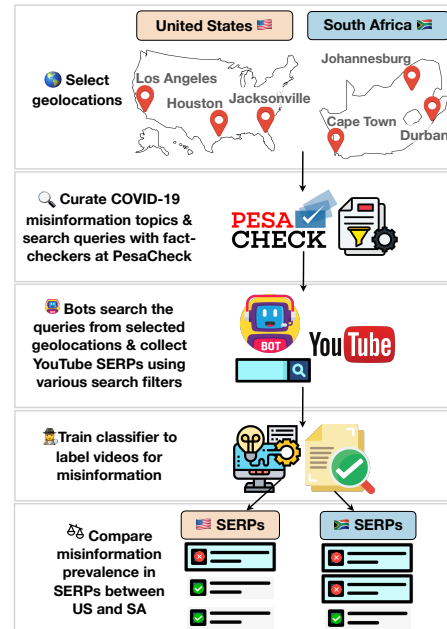 United States 🇺🇸
South Africa 🇿🇦
🌎 Select
geolocations
Los Angeles
Houston
Jacksonville
Johannesburg
Cape Town
Durban
🔍 Curate COVID-19
misinformation topics &
search queries with fact-
checkers at PesaCheck
PESA
CHECK
Bots search the
queries from selected
geolocations & collect
YouTube SERPs using
various search filters
BOT
YouTube
Train classifier to
label videos for
misinformation
⚖ Compare
misinformation
prevalence in
SERPs between
US and SA
🇺🇸 SERPs
🇿🇦 SERPs